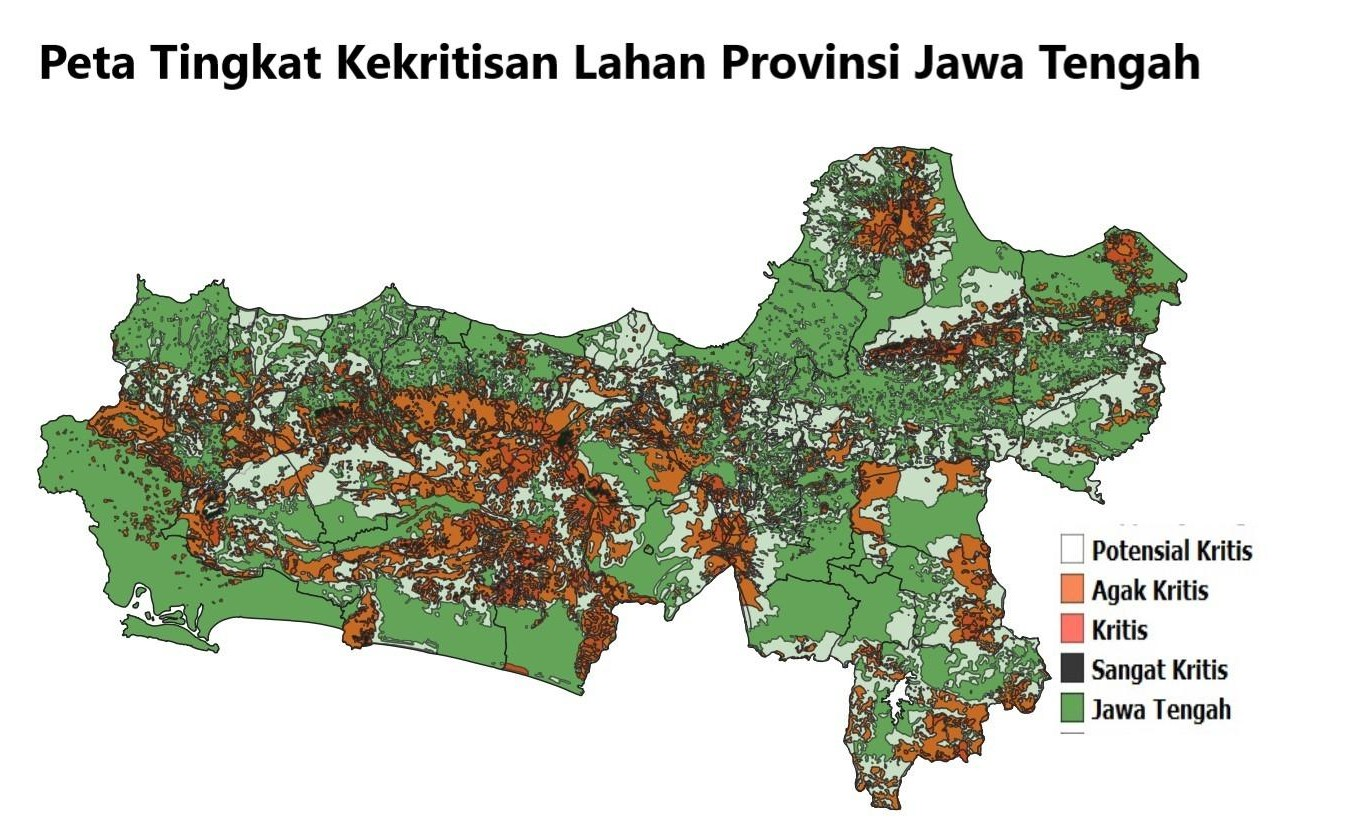 Peta Tingkat Kekritisan Lahan Provinsi Jawa Tengah
Potensial Kritis
Agak Kritis
Kritis
Sangat Kritis
Jawa Tengah